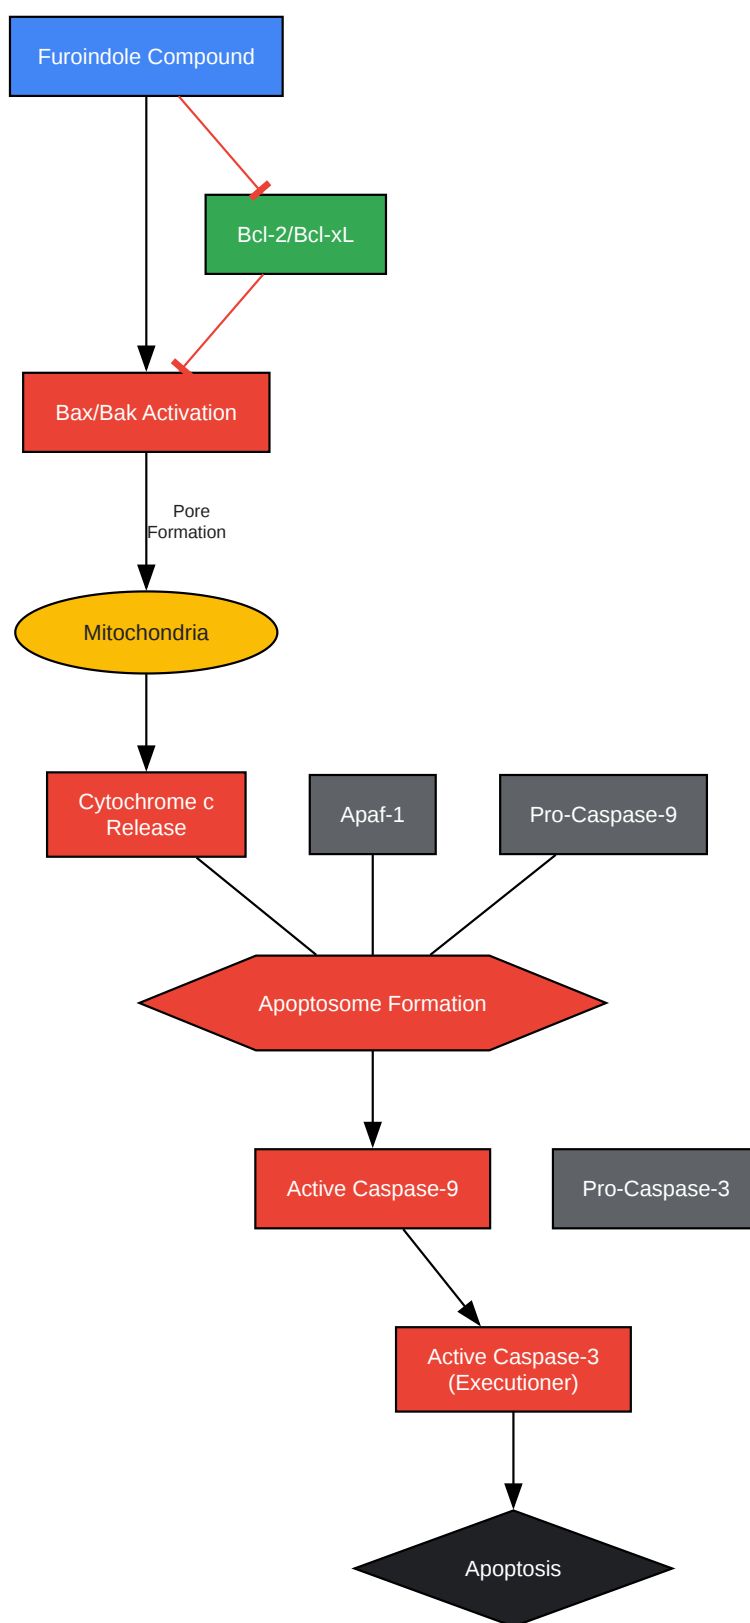 Furoindole Compound
Bcl-2/Bcl-xL
Bax/Bak Activation
Pore
Formation
Mitochondria
Cytochrome c
Release
Apaf-1
Pro-Caspase-9
Apoptosome Formation
Active Caspase-9
Pro-Caspase-3
Active Caspase-3
(Executioner)
Apoptosis